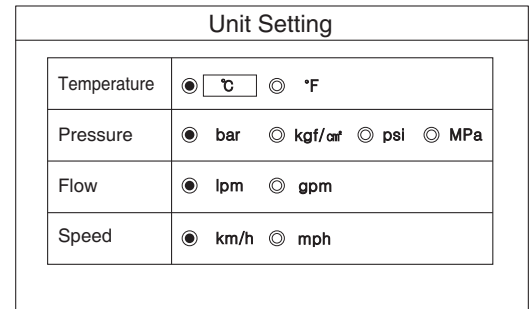 Unit Setting
Temperature ℃ °F
Pressure bar kgf/㎠ psi MPa
Flow lpm gpm
Speed km/h mph